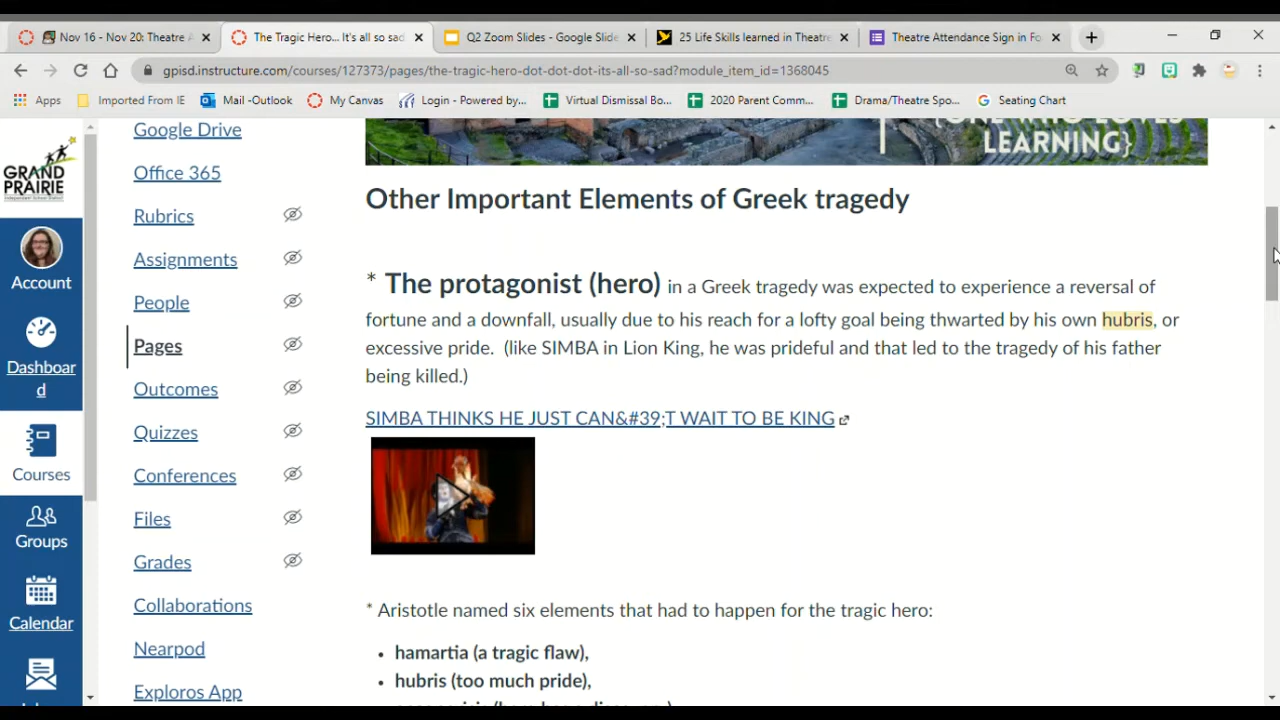 Nov 16 - Nov 20: Theatre A
The Tragic Hero... It's all so sad
Q2 Zoom Slides - Google Slide
25 Life Skills learned in Theatre
Theatre Attendance Sign in Fo
gpisd.instructure.com/courses/127373/pages/the-tragic-hero-dot-dot-dot-its-all-so-sad?module_item_id=1368045
Apps
Imported From IE
Mail -Outlook
My Canvas
Login - Powered by...
Virtual Dismissal Bo...
2020 Parent Comm...
Drama/Theatre Spo...
Seating Chart
GRAND
PRAIRIE
Account
Dashboar
d
Courses
Groups
Calendar
Google Drive
Office 365
Rubrics
Assignments
People
Pages
Outcomes
Quizzes
Conferences
Files
Grades
Collaborations
Nearpod
Exploros App
{ONE WHO LOVES
LEARNING}
Other Important Elements of Greek tragedy
* The protagonist (hero) in a Greek tragedy was expected to experience a reversal of
fortune and a downfall, usually due to his reach for a lofty goal being thwarted by his own hubris, or
excessive pride. (like SIMBA in Lion King, he was prideful and that led to the tragedy of his father
being killed.)
SIMBA THINKS HE JUST CAN&#39;T WAIT TO BE KING
* Aristotle named six elements that had to happen for the tragic hero:
• hamartia (a tragic flaw),
• hubris (too much pride),